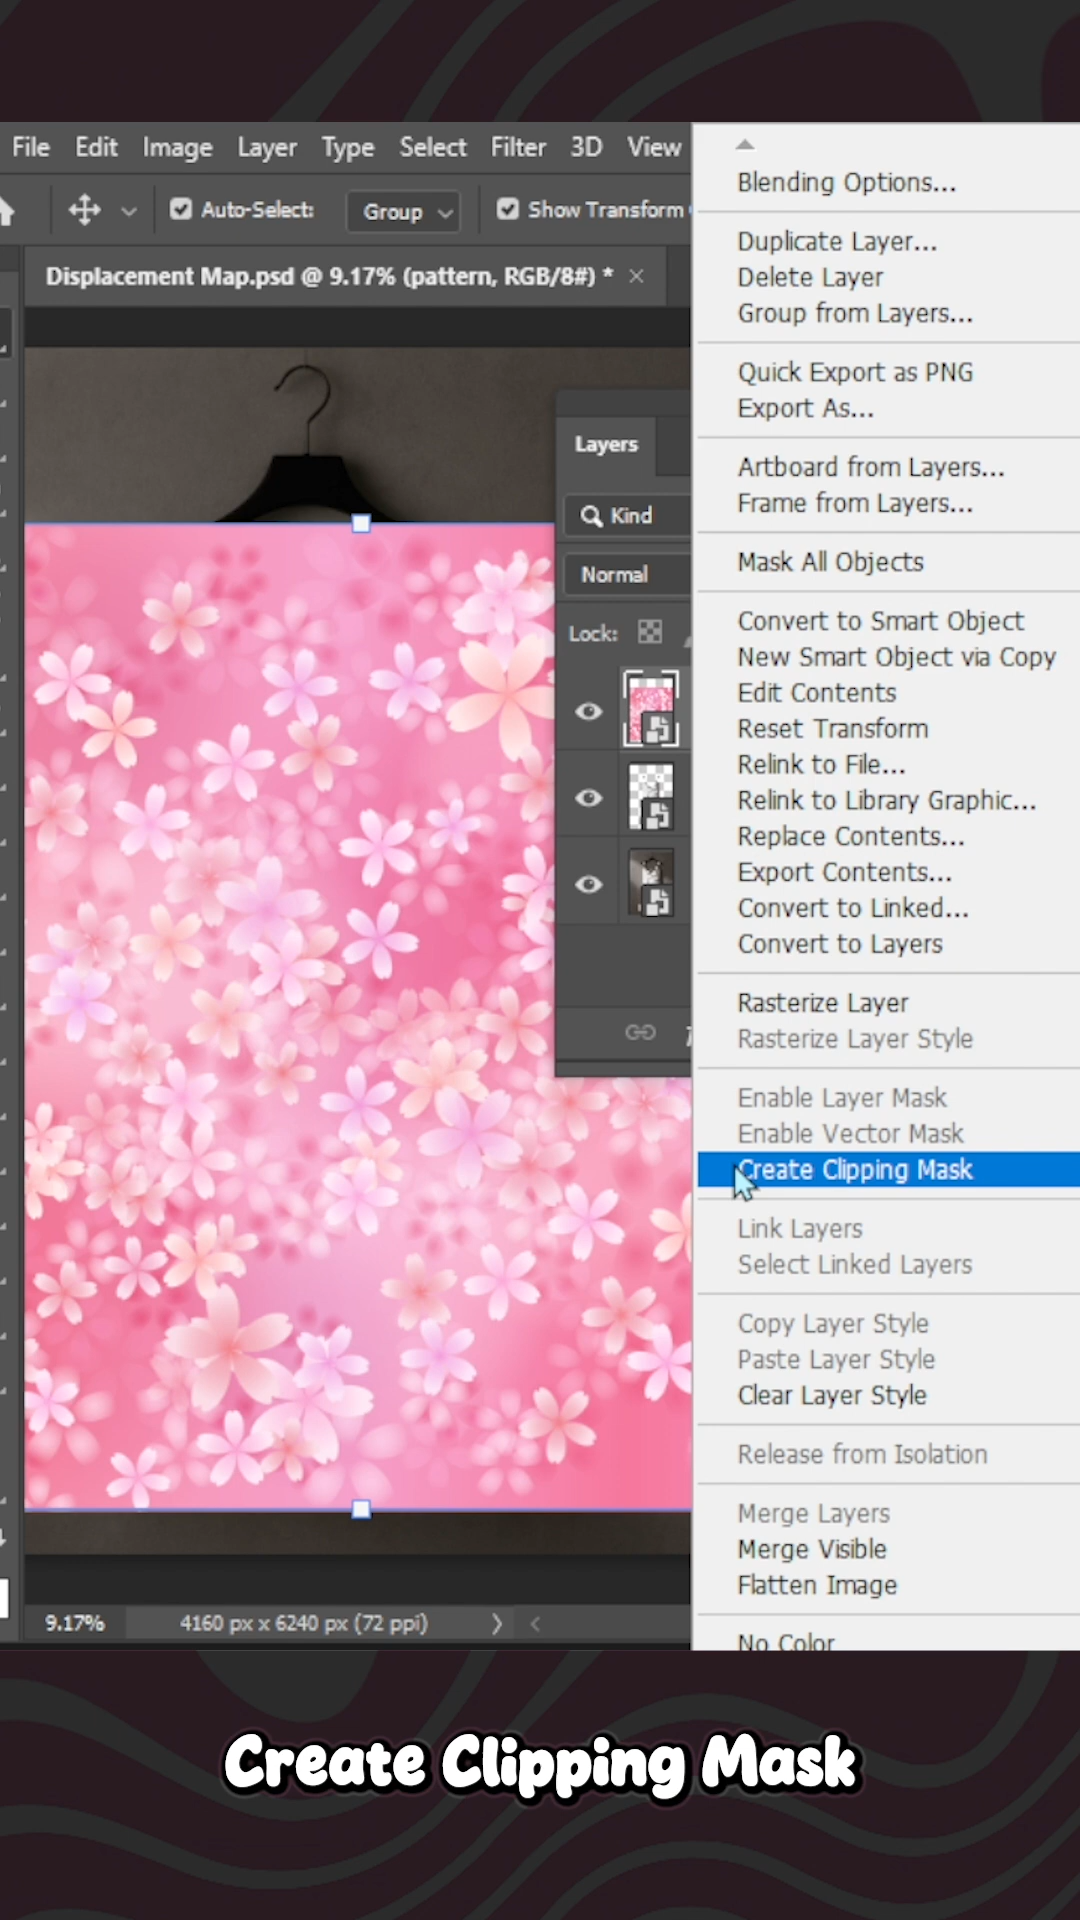 File Edit Image Layer Type Select Filter 3D View
Auto-Select: Group Show Transform
Displacement Map.psd @ 9.17% (pattern, RGB/8#) * ×
Layers
Kind
Normal
Lock:
9.17% 4160 px x 6240 px (72 ppi)
Blending Options...
Duplicate Layer...
Delete Layer
Group from Layers...
Quick Export as PNG
Export As...
Artboard from Layers...
Frame from Layers...
Mask All Objects
Convert to Smart Object
New Smart Object via Copy
Edit Contents
Reset Transform
Relink to File...
Relink to Library Graphic...
Replace Contents...
Export Contents...
Convert to Linked...
Convert to Layers
Rasterize Layer
Rasterize Layer Style
Enable Layer Mask
Enable Vector Mask
Create Clipping Mask
Link Layers
Select Linked Layers
Copy Layer Style
Paste Layer Style
Clear Layer Style
Release from Isolation
Merge Layers
Merge Visible
Flatten Image
No Color
Create Clipping Mask